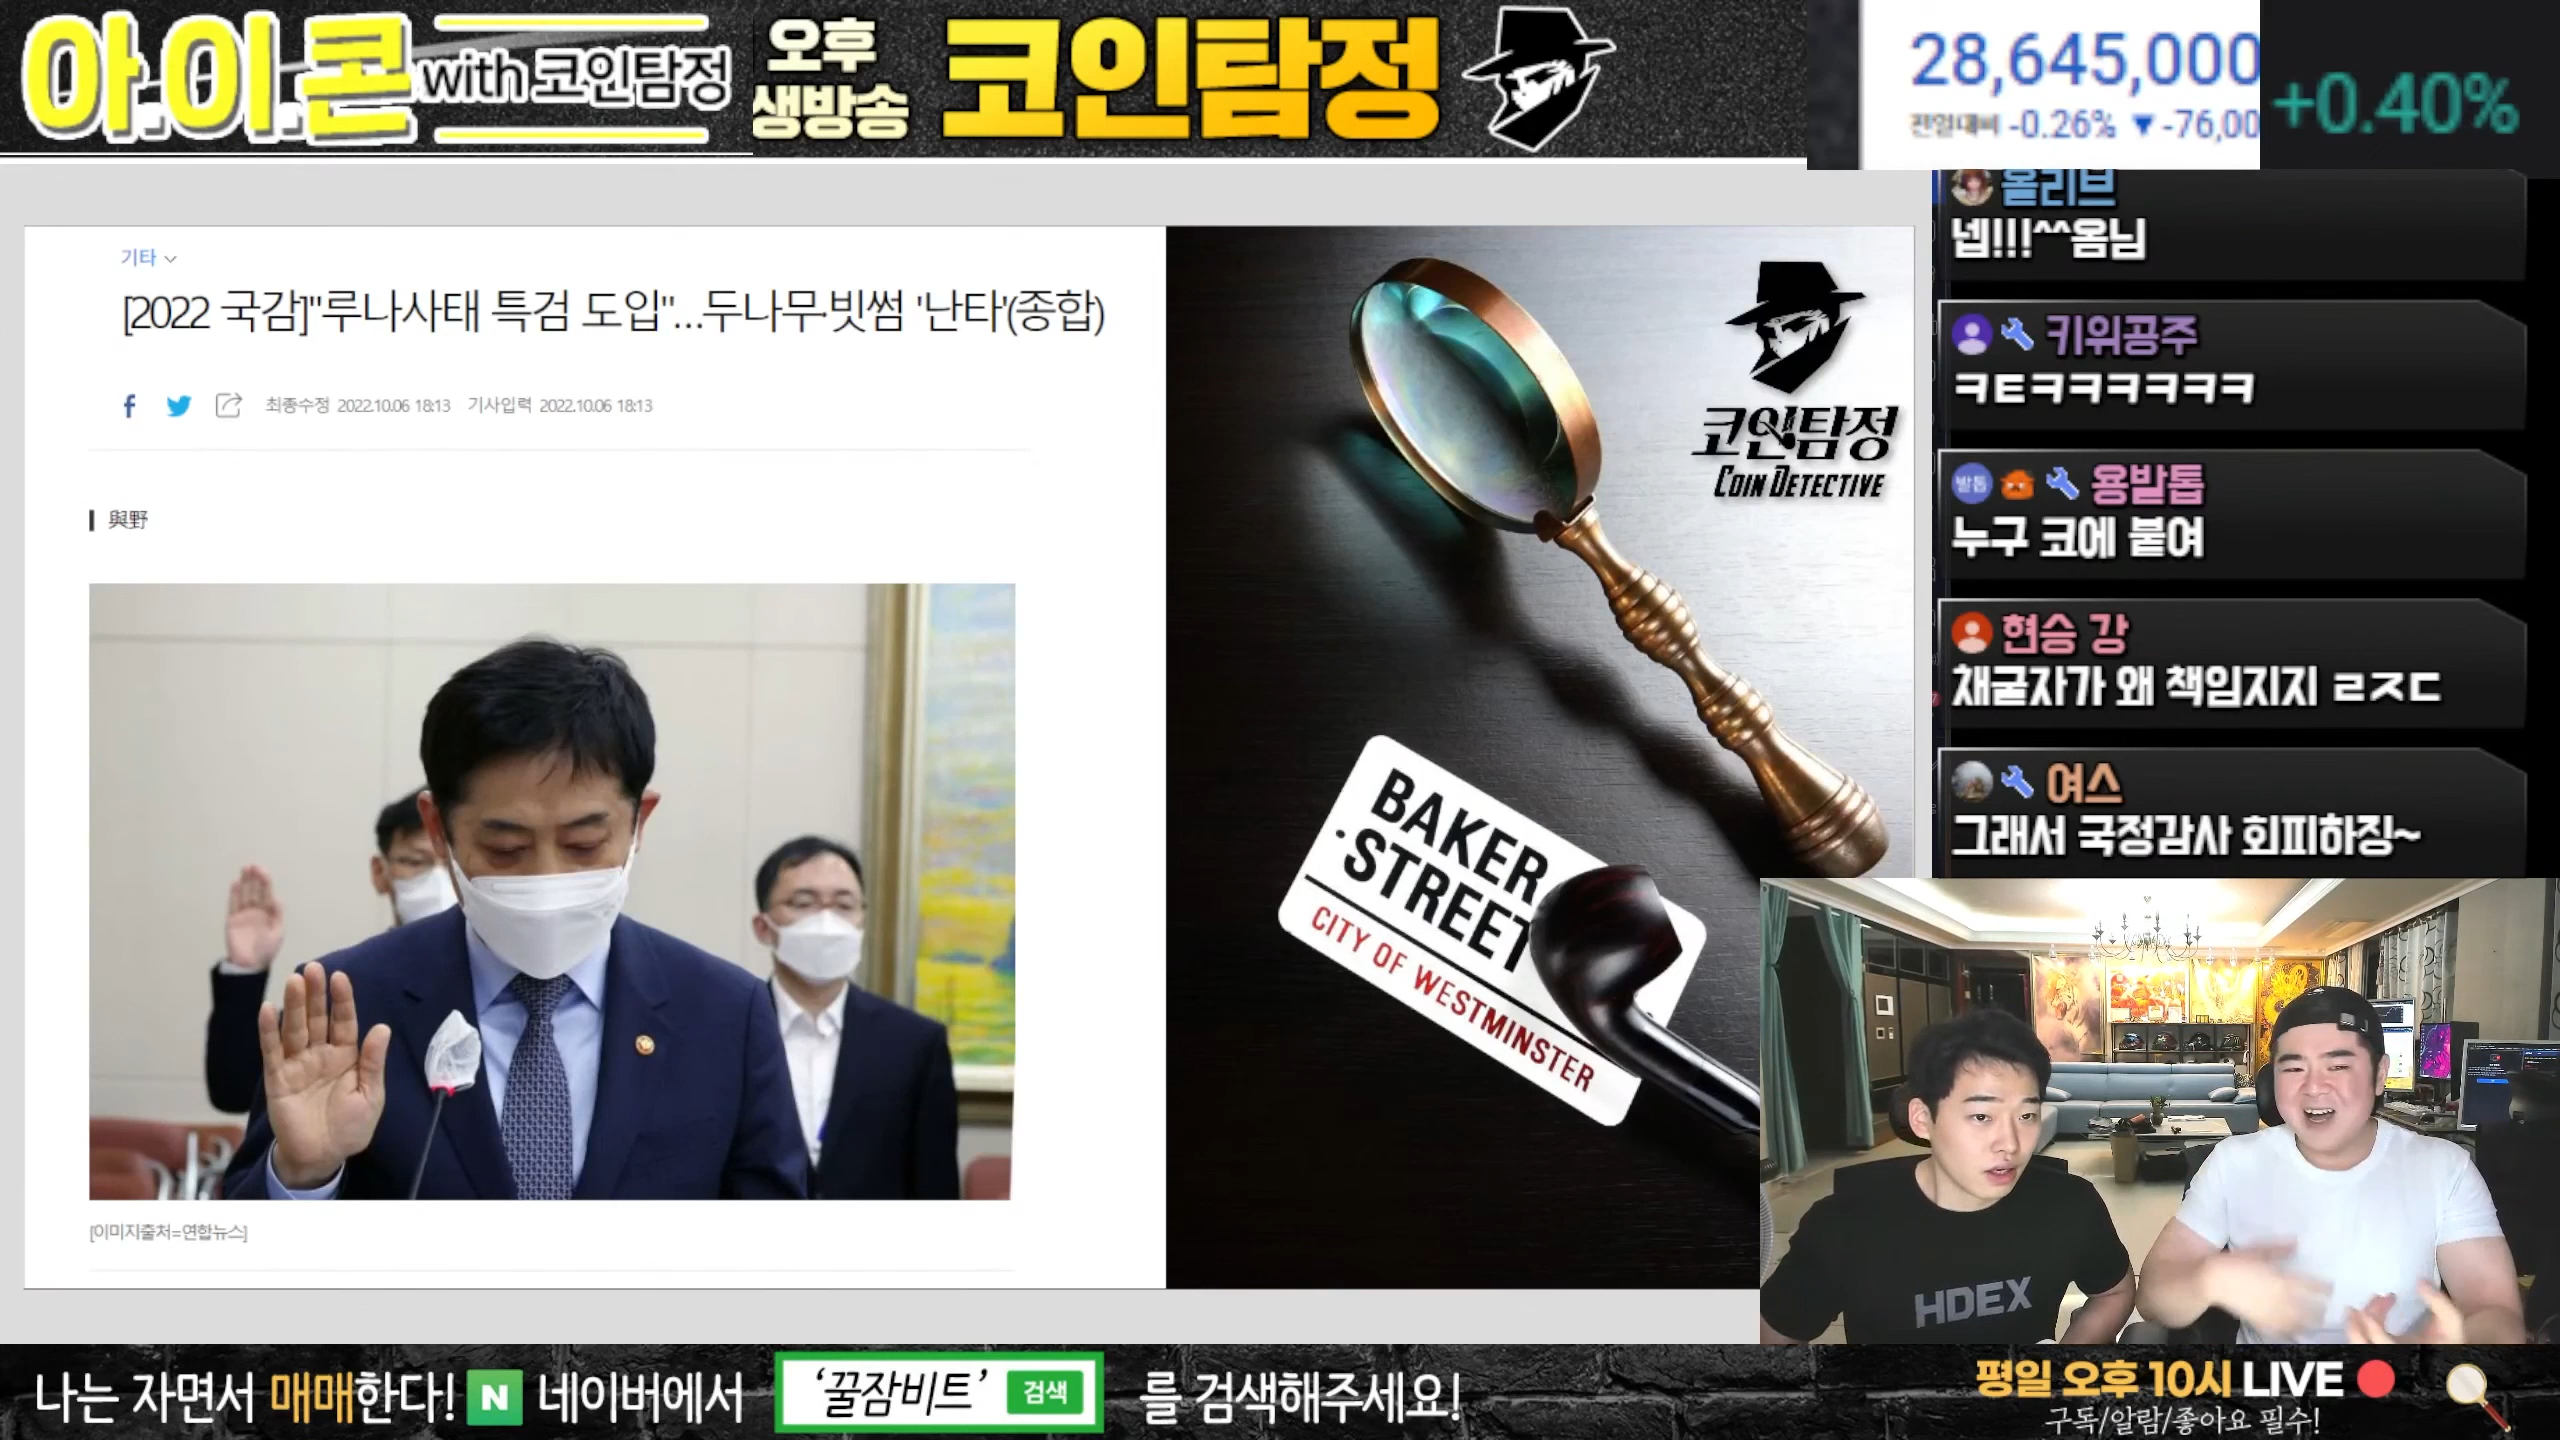 아이콘 with 코인탐정
오후
생방송
코인탐정
28,645,000
전일대비 -0.26% ▼ -76,00
+0.40%
기타
[2022 국감]"루나사태 특검 도입"...두나무·빗썸 '난타'(종합)
최종수정 2022.10.06 18:13 기사입력 2022.10.06 18:13
與野
[이미지출처=연합뉴스]
코인탐정
COIN DETECTIVE
BAKER
STREET
CITY OF WESTMINSTER
올리브
넵!!!^^옴님
키위공주
ㅋㅌㅋㅋㅋㅋㅋㅋ
발톱 용발톱
누구 코에 붙여
현승 강
채굳자가 왜 책임지지 ㄹㅈㄷ
여스
그래서 국정감사 회피하징~
HDEX
나는 자면서 매매한다! N 네이버에서 '꿀잠비트' 검색 를 검색해주세요!
평일 오후 10시 LIVE
구독/알람/좋아요 필수!